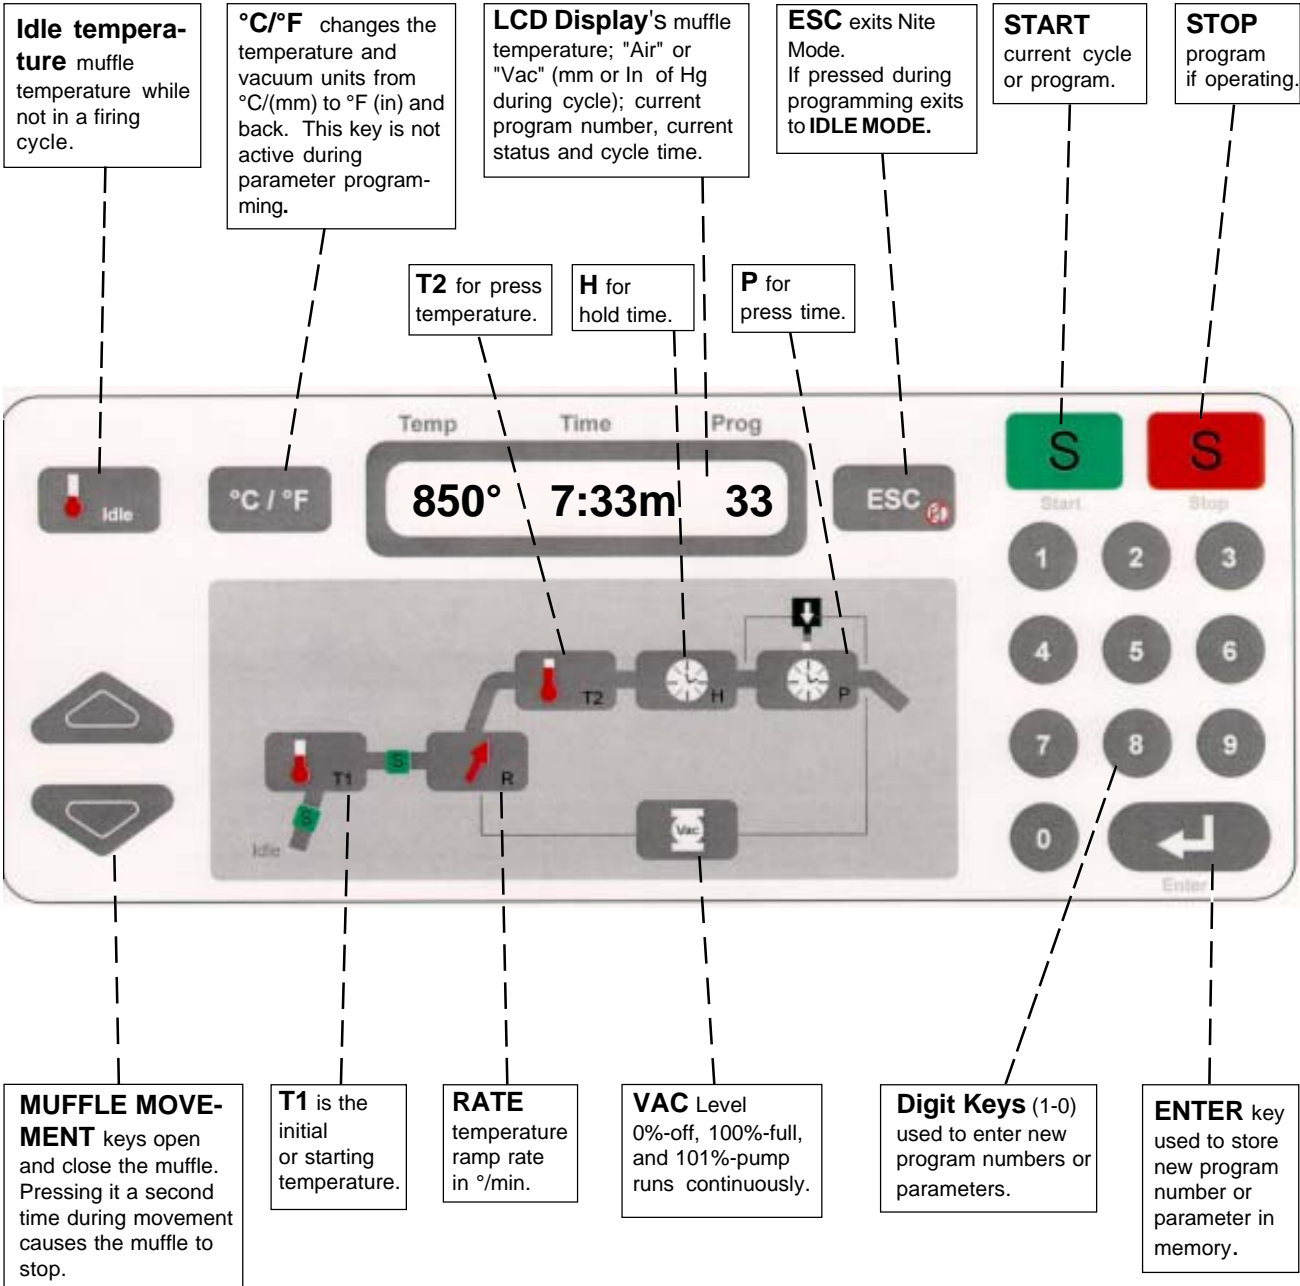 Idle tempera-
ture muffle
temperature while
not in a firing
cycle.
°C/°F changes the
temperature and
vacuum units from
°C/(mm) to °F (in) and
back. This key is not
active during
parameter program-
ming.
LCD Display's muffle
temperature; "Air" or
"Vac" (mm or In of Hg
during cycle); current
program number, current
status and cycle time.
ESC exits Nite
Mode.
If pressed during
programming exits
to IDLE MODE.
START
current cycle
or program.
STOP
program
if operating.
T2 for press
temperature.
H for
hold time.
P for
press time.
Temp Time Prog
850° 7:33m 33
Idle
°C / °F
ESC
S
Start
S
Stop
1 2 3
4 5 6
7 8 9
0
Enter
T2
H
P
T1
S
R
S
Idle
Vac
MUFFLE MOVE-
MENT keys open
and close the muffle.
Pressing it a second
time during movement
causes the muffle to
stop.
T1 is the
initial
or starting
temperature.
RATE
temperature
ramp rate
in °/min.
VAC Level
0%-off, 100%-full,
and 101%-pump
runs continuously.
Digit Keys (1-0)
used to enter new
program numbers or
parameters.
ENTER key
used to store
new program
number or
parameter in
memory.